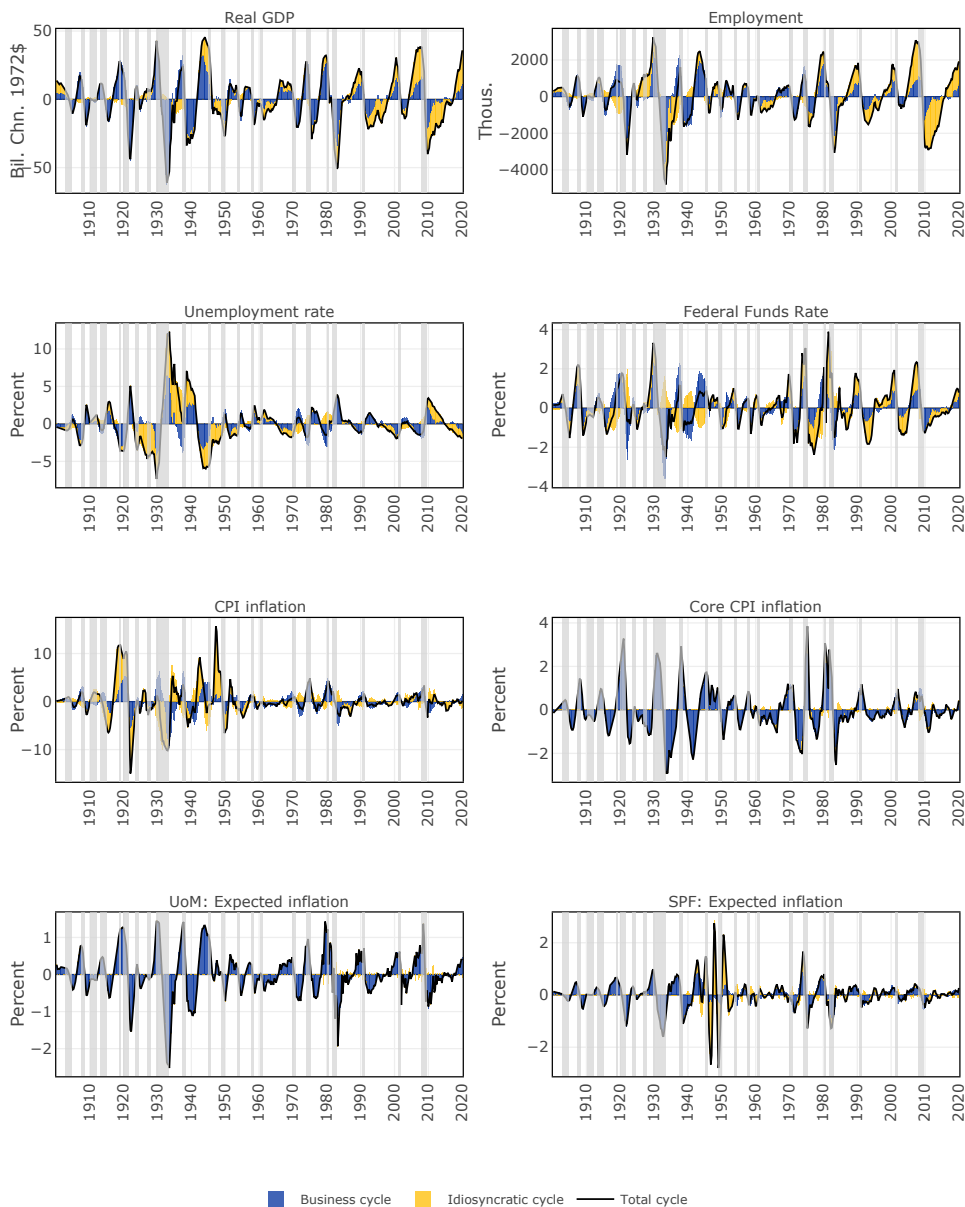 Real GDP
Bil. Chn. 1972$
50
0
−50
1910 1920 1930 1940 1950 1960 1970 1980 1990 2000 2010 2020
Employment
Thous.
2000
0
−2000
−4000
1910 1920 1930 1940 1950 1960 1970 1980 1990 2000 2010 2020
Unemployment rate
Percent
10
5
0
−5
1910 1920 1930 1940 1950 1960 1970 1980 1990 2000 2010 2020
Federal Funds Rate
Percent
4
2
0
−2
−4
1910 1920 1930 1940 1950 1960 1970 1980 1990 2000 2010 2020
CPI inflation
Percent
10
0
−10
1910 1920 1930 1940 1950 1960 1970 1980 1990 2000 2010 2020
Core CPI inflation
Percent
4
2
0
−2
1910 1920 1930 1940 1950 1960 1970 1980 1990 2000 2010 2020
UoM: Expected inflation
Percent
1
0
−1
−2
1910 1920 1930 1940 1950 1960 1970 1980 1990 2000 2010 2020
SPF: Expected inflation
Percent
2
0
−2
1910 1920 1930 1940 1950 1960 1970 1980 1990 2000 2010 2020
Business cycle Idiosyncratic cycle Total cycle